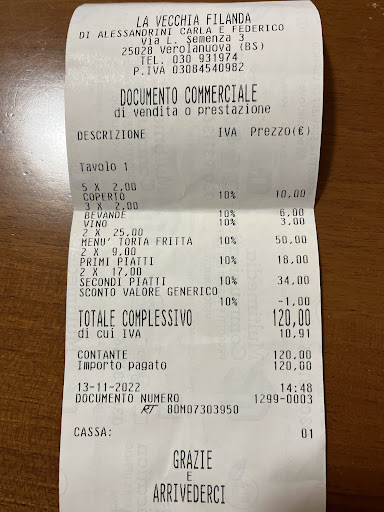 LA VECCHIA FILANDA
DI ALESSANDRINI CARLA E FEDERICO
Via L. Semenza 3
25028 Verolanuova (BS)
TEL. 030 931974
P.IVA 03084540982
DOCUMENTO COMMERCIALE
di vendita o prestazione
DESCRIZIONE IVA Prezzo(€)
Tavolo 1
5 X 2,00
COPERTO 10% 10,00
3 X 2,00
BEVANDE 10% 6,00
VINO 10% 3,00
2 X 25,00
MENU' TORTA FRITTA 10% 50,00
2 X 9,00
PRIMI PIATTI 10% 18,00
2 X 17,00
SECONDI PIATTI 10% 34,00
SCONTO VALORE GENERICO
10% -1,00
TOTALE COMPLESSIVO 120,00
di cui IVA 10,91
CONTANTE 120,00
Importo pagato 120,00
13-11-2022 14:48
DOCUMENTO NUMERO 1299-0003
RT 80M07303950
CASSA: 01
GRAZIE
E
ARRIVEDERCI